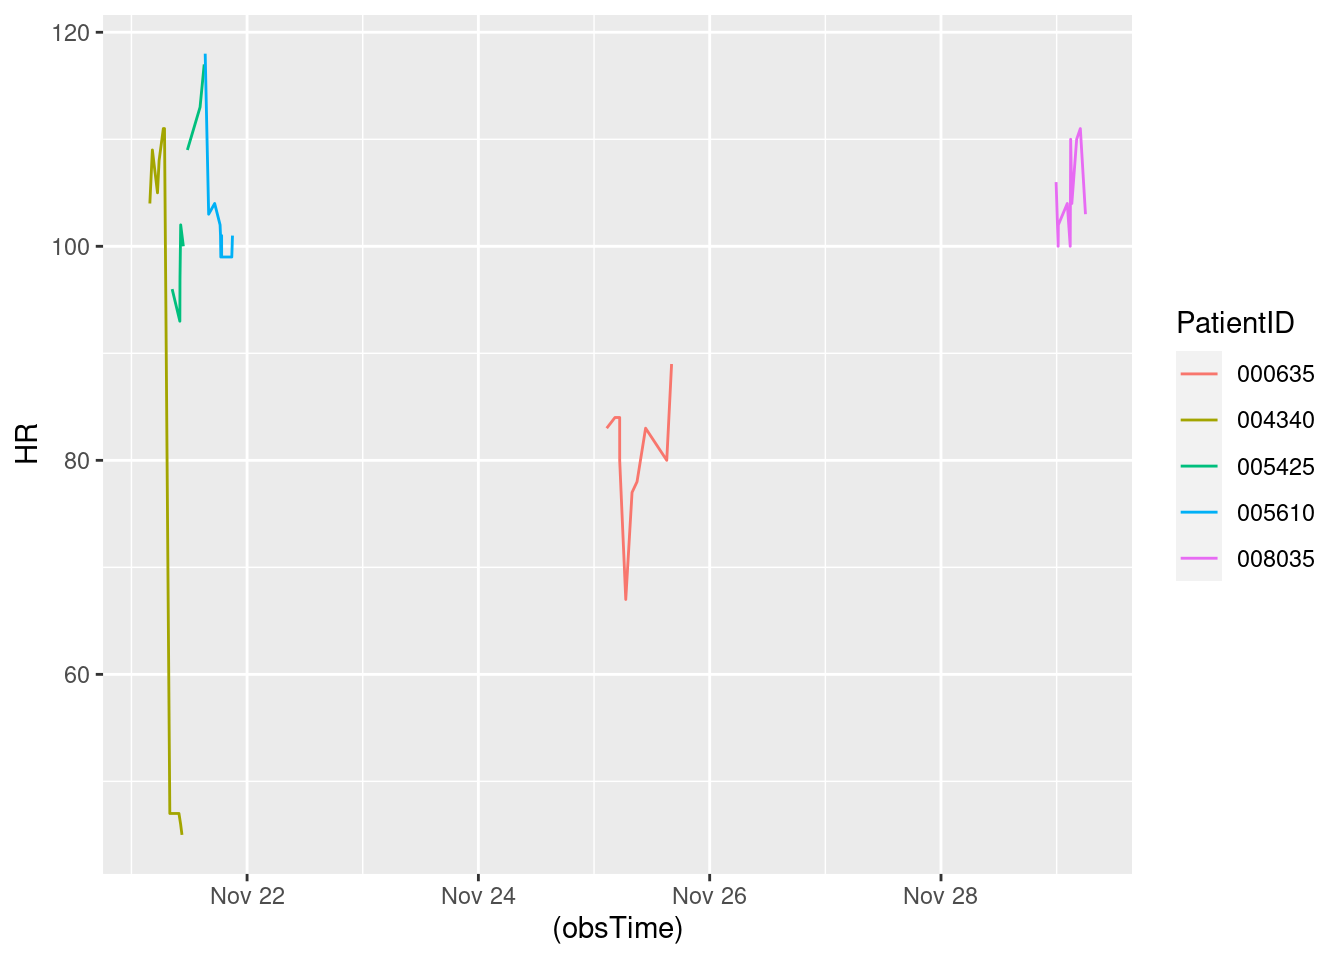 120
100
80
60
HR
Nov 22
Nov 24
Nov 26
Nov 28
(obsTime)
PatientID
000635
004340
005425
005610
008035